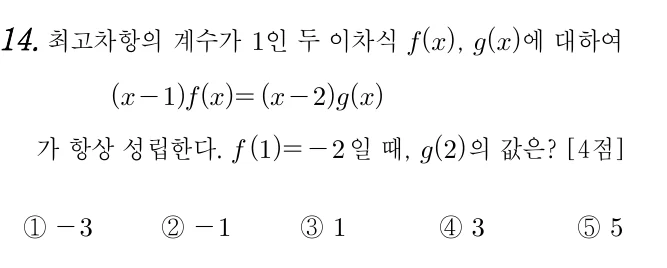 14. 최고차항의 계수가 1인 두 이차식 f(x), g(x)에 대하여
(x-1)f(x)=(x-2)g(x)
가 항상 성립한다. f(1)=-2일 때, g(2)의 값은? [4점]
① -3 ② -1 ③ 1 ④ 3 ⑤ 5